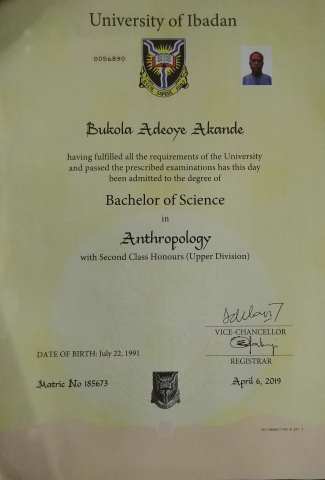 University of Ibadan
0056890
Bukola Adeoye Akande
having fulfilled all the requirements of the University
and passed the prescribed examinations has this day
been admitted to the degree of
Bachelor of Science
in
Anthropology
with Second Class Honours (Upper Division)
VICE-CHANCELLOR
REGISTRAR
DATE OF BIRTH: July 22, 1991
Matric No 185673
April 6, 2019